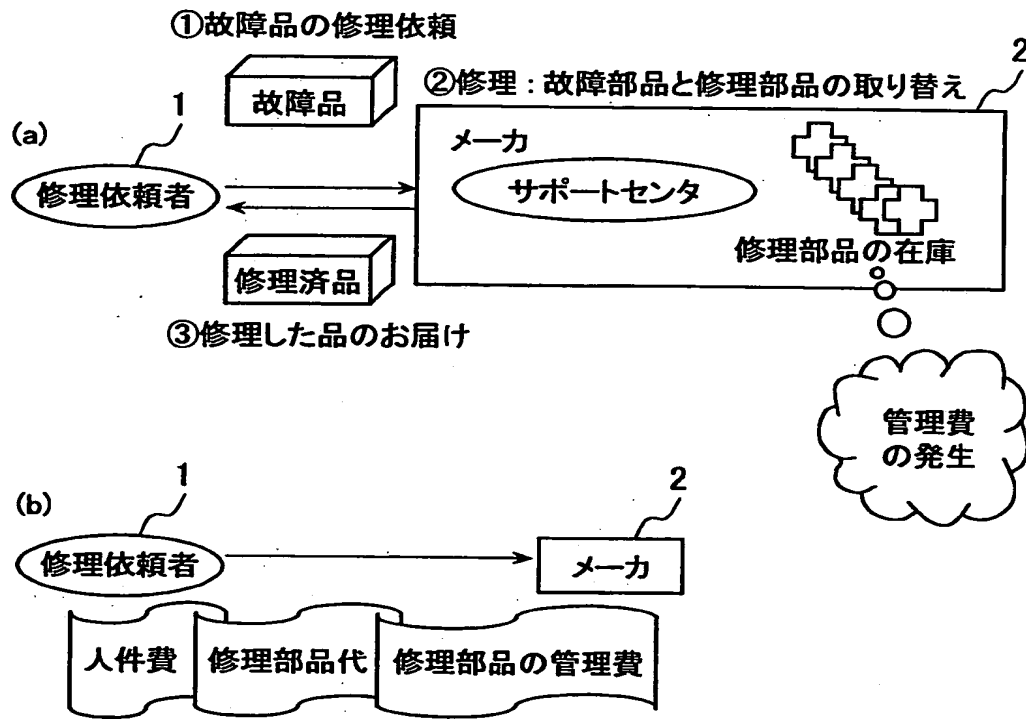 ①故障品の修理依頼
故障品
②修理：故障部品と修理部品の取り替え
2
1
(a)
修理依頼者
メーカ
サポートセンタ
修理部品の在庫
修理済品
③修理した品のお届け
管理費
の発生
(b)
1
2
修理依頼者
メーカ
人件費
修理部品代
修理部品の管理費